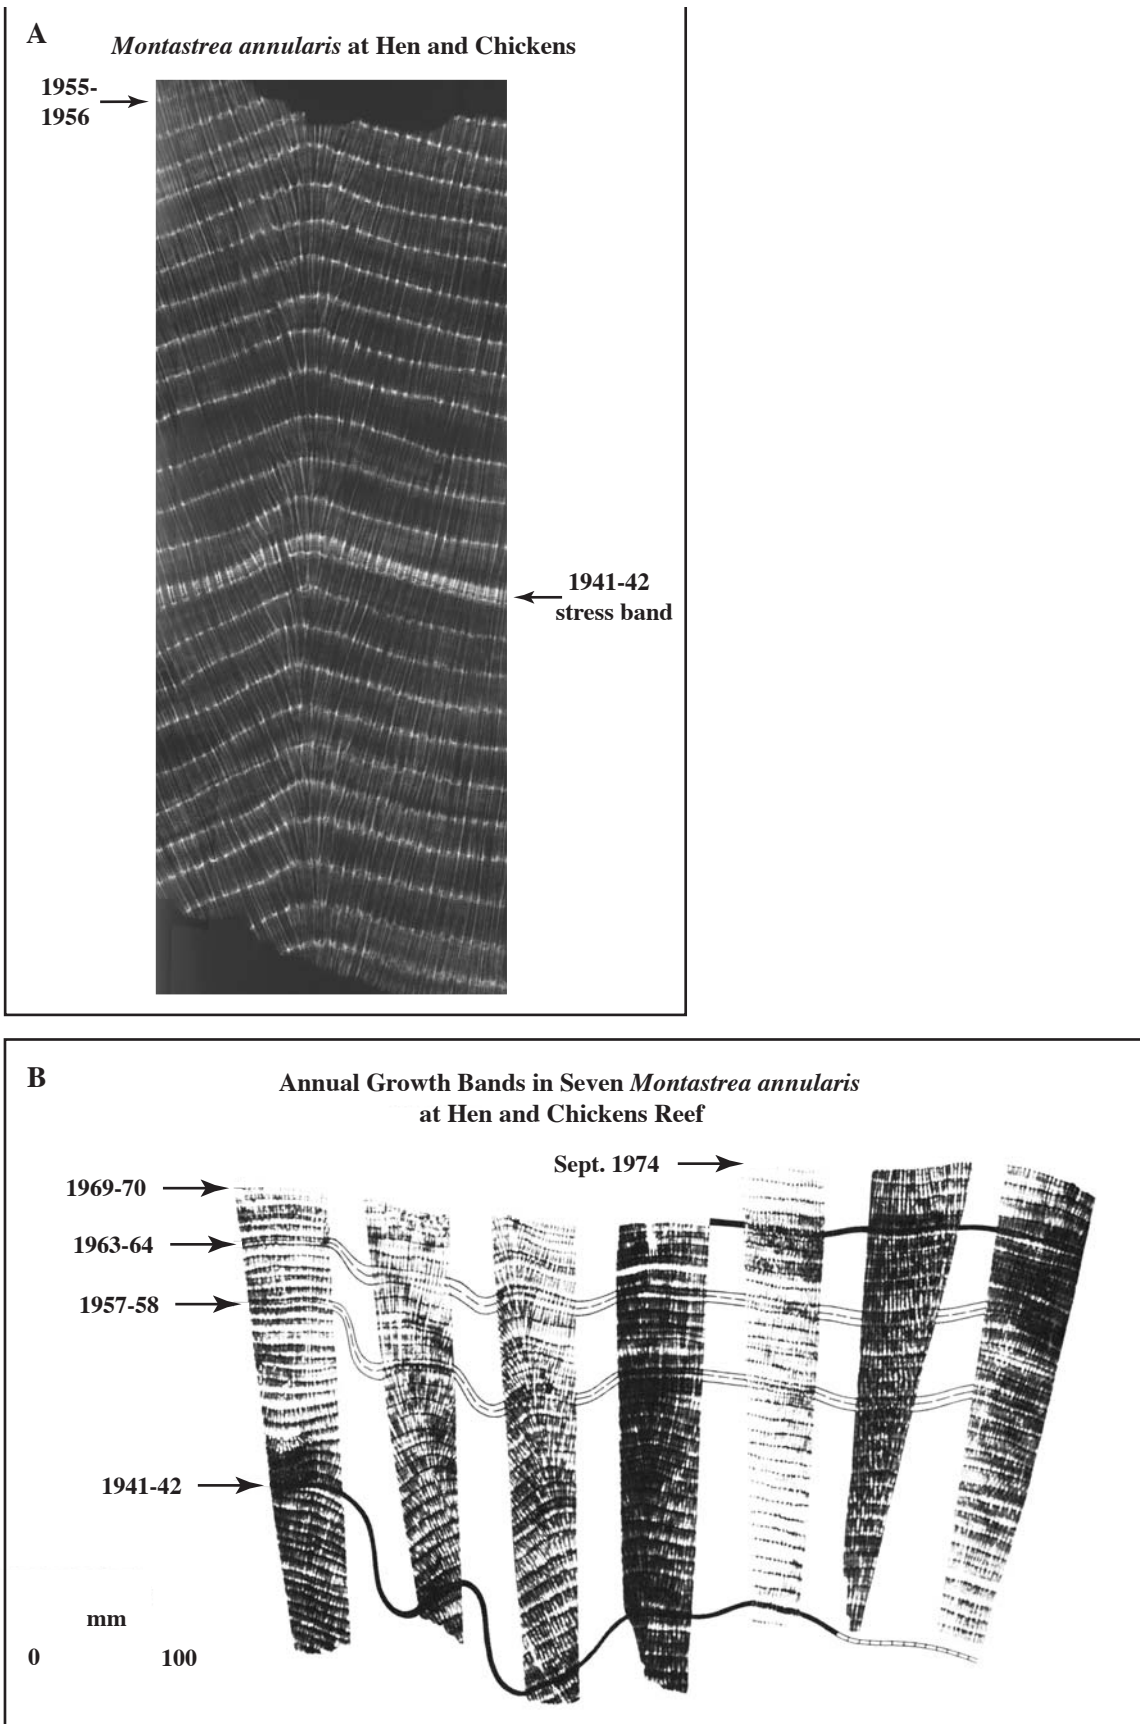 A
Montastrea annularis at Hen and Chickens
1955-
1956
1941-42
stress band
B
Annual Growth Bands in Seven Montastrea annularis
at Hen and Chickens Reef
Sept. 1974
1969-70
1963-64
1957-58
1941-42
mm
0 100